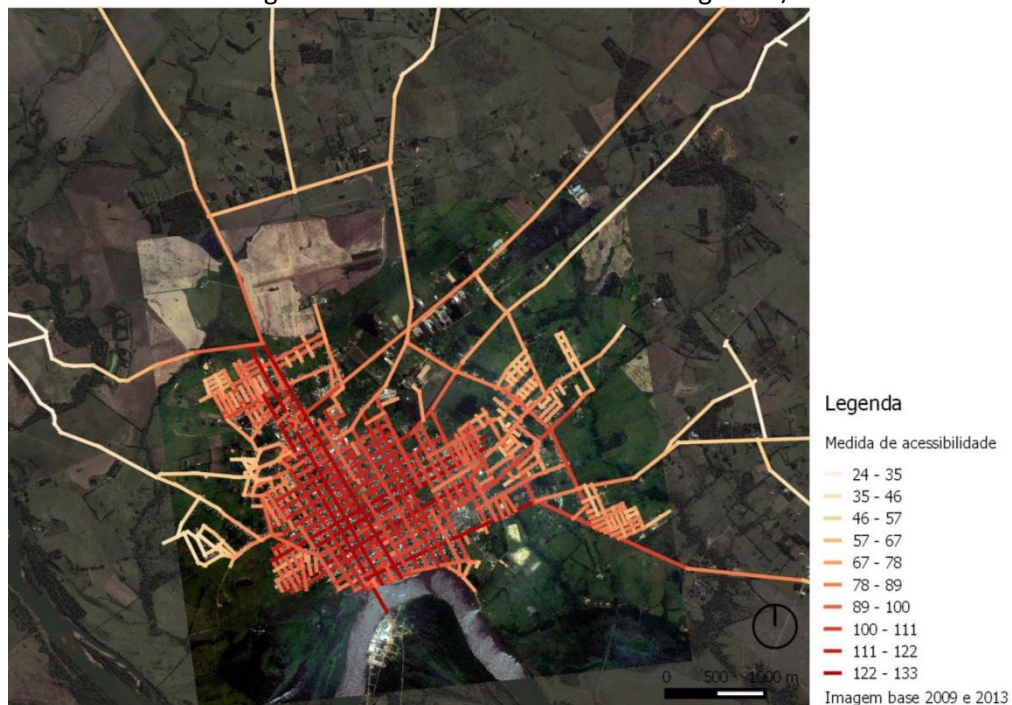 Legenda
Medida de acessibilidade
24 - 35
35 - 46
46 - 57
57 - 67
67 - 78
78 - 89
89 - 100
100 - 111
111 - 122
122 - 133
Imagem base 2009 e 2013
0 500 1000 m